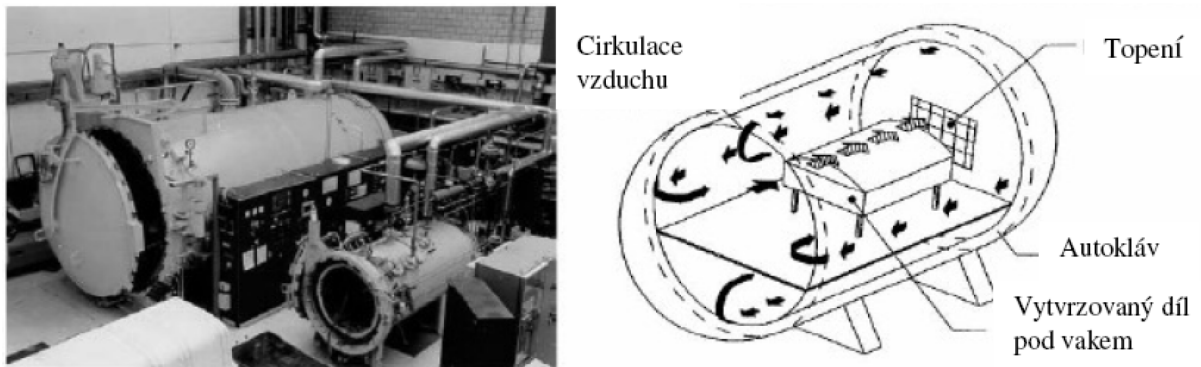 Cirkulace
vzduchu
Topení
Autokláv
Vytvrzovaný díl
pod vakem